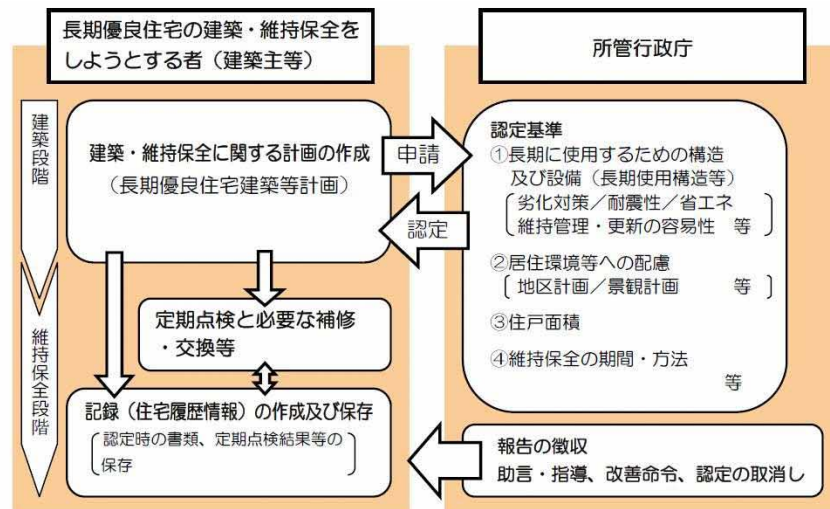 長期優良住宅の建築・維持保全を
しようとする者（建築主等）
所管行政庁
建築段階
建築・維持保全に関する計画の作成
（長期優良住宅建築等計画）
申請
認定
認定基準
①長期に使用するための構造
及び設備（長期使用構造等）
劣化対策／耐震性／省エネ
維持管理・更新の容易性　等
②居住環境等への配慮
地区計画／景観計画　等
③住戸面積
④維持保全の期間・方法
等
維持保全段階
定期点検と必要な補修
・交換等
記録（住宅履歴情報）の作成及び保存
認定時の書類、定期点検結果等の
保存
報告の徴収
助言・指導、改善命令、認定の取消し